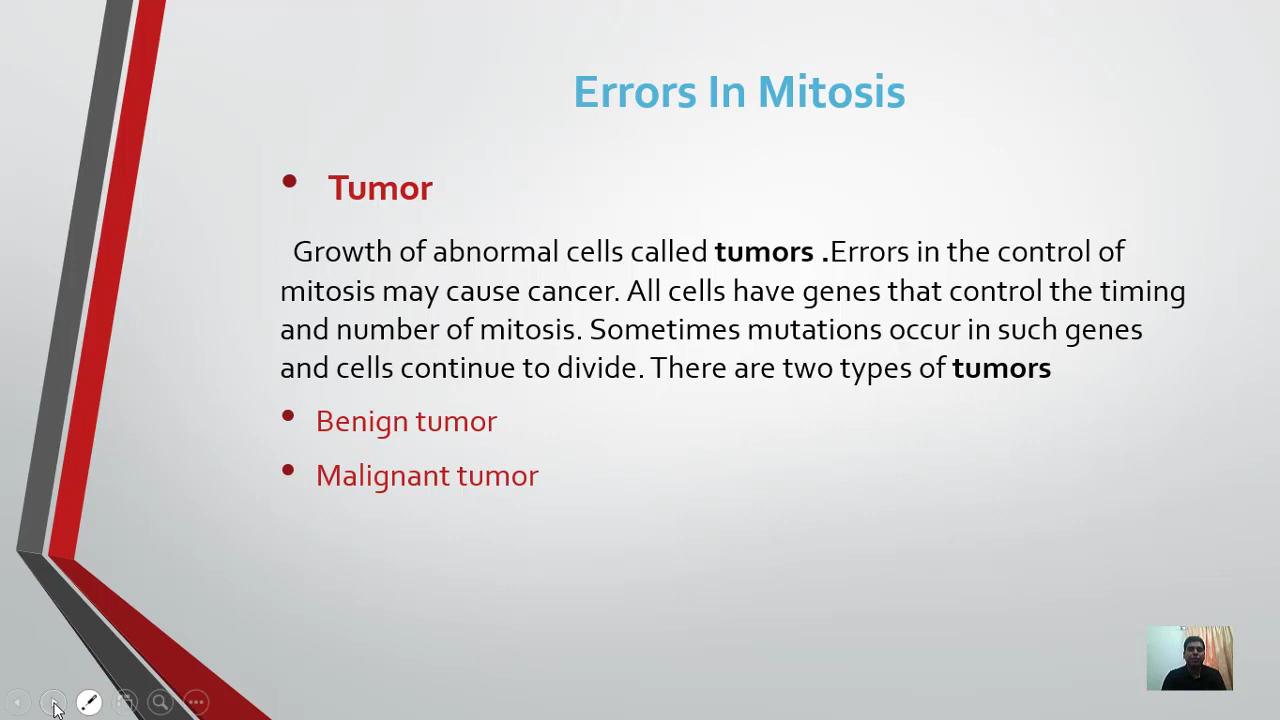 Errors In Mitosis
• Tumor
Growth of abnormal cells called tumors .Errors in the control of
mitosis may cause cancer. All cells have genes that control the timing
and number of mitosis. Sometimes mutations occur in such genes
and cells continue to divide. There are two types of tumors
• Benign tumor
• Malignant tumor